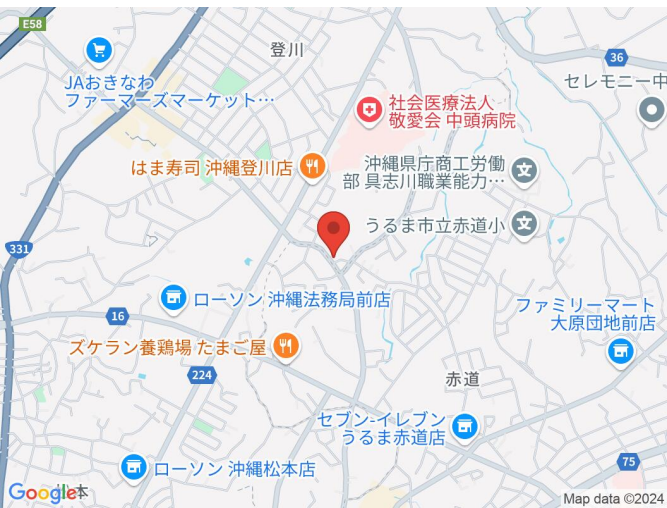 E58
登川
36
JAおきなわ
ファーマーズマーケット…
セレモニー中
社会医療法人
敬愛会 中頭病院
はま寿司 沖縄登川店
沖縄県庁商工労働
部 具志川職業能力…
うるま市立赤道小
331
ローソン 沖縄法務局前店
16
ファミリーマート
大原団地前店
ズケラン養鶏場 たまご屋
224
赤道
セブン-イレブン
うるま赤道店
75
ローソン 沖縄松本店
Google
本
Map data ©2024